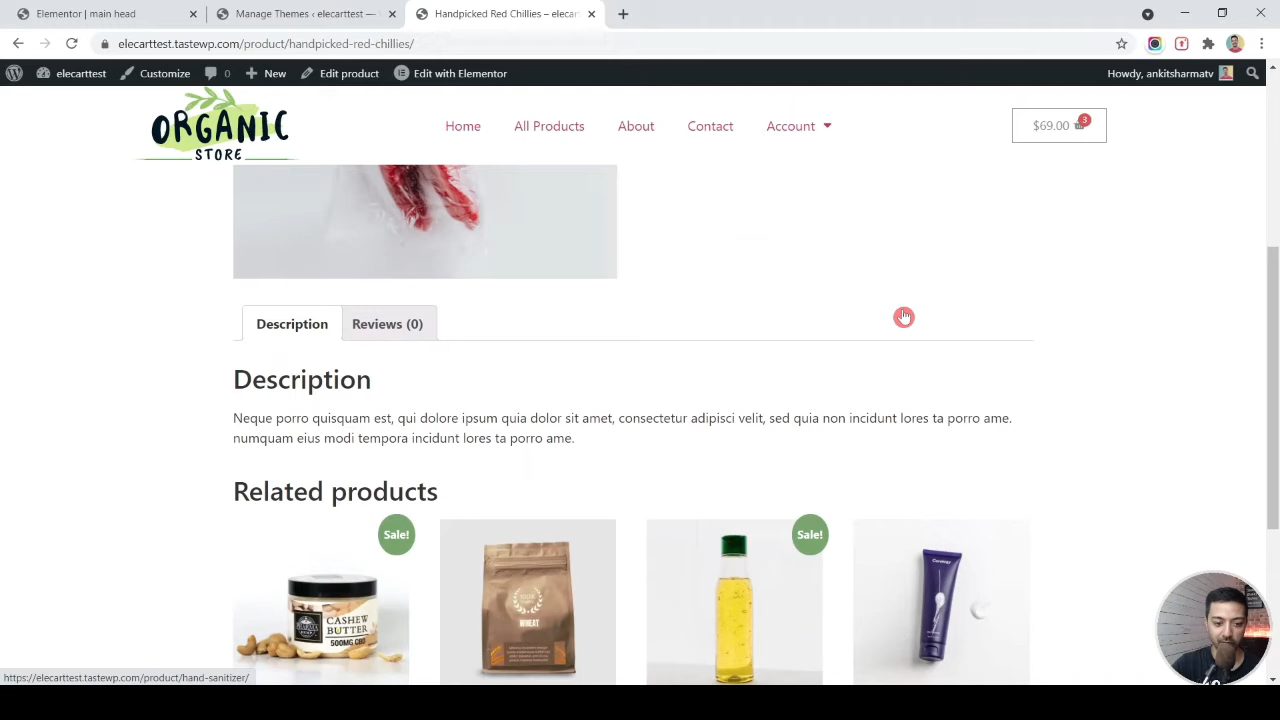 Elementor | main head
Manage Themes ‹ elecarttest — W
Handpicked Red Chillies – elecar
elecarttest.tastewp.com/product/handpicked-red-chillies/
elecarttest
Customize
0
New
Edit product
Edit with Elementor
Howdy, ankitsharmatv
ORGANIC
STORE
Home
All Products
About
Contact
Account
$69.00
3
Description
Reviews (0)
Description
Neque porro quisquam est, qui dolore ipsum quia dolor sit amet, consectetur adipisci velit, sed quia non incidunt lores ta porro ame.
numquam eius modi tempora incidunt lores ta porro ame.
Related products
Sale!
Sale!
CASHEW
BUTTER
500MG CBD
WHEAT
https://elecarttest.tastewp.com/product/hand-sanitizer/